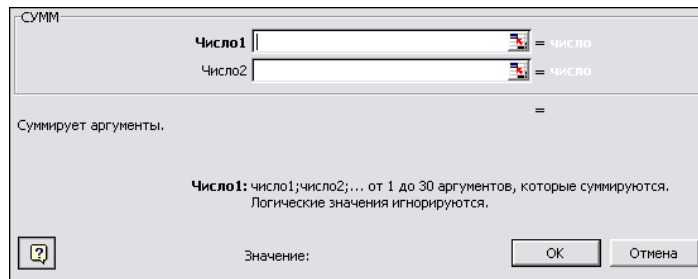 СУММ
Число1 = число
Число2 = число
=
Суммирует аргументы.
Число1: число1;число2;... от 1 до 30 аргументов, которые суммируются.
Логические значения игнорируются.
? Значение: OK Отмена